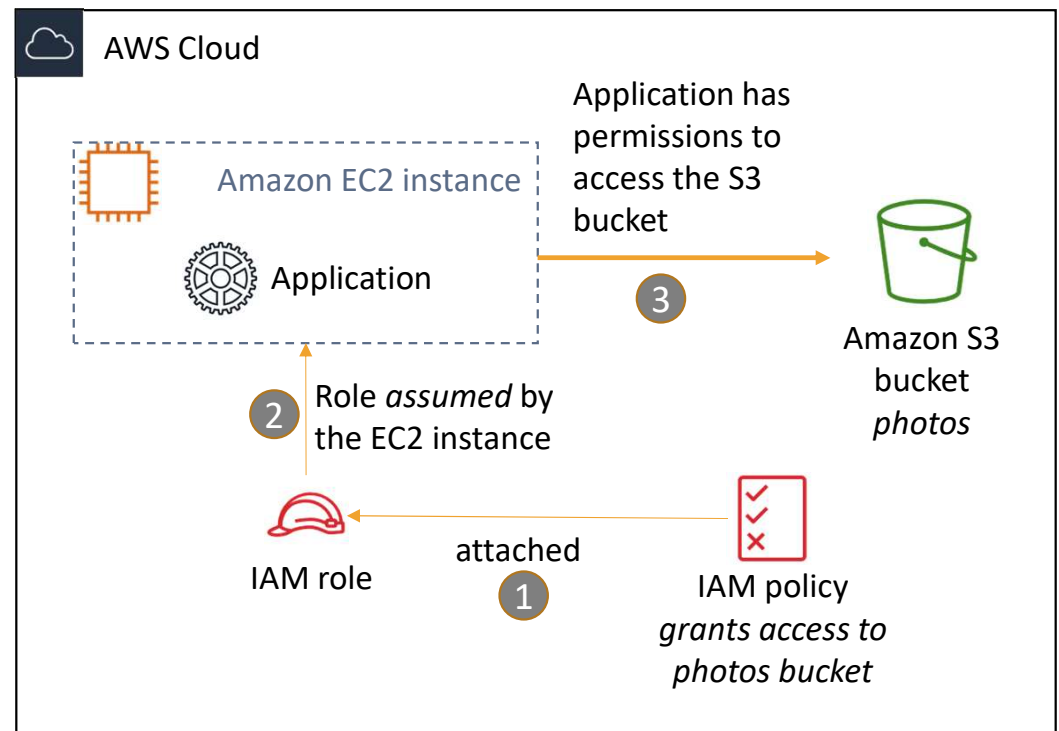 AWS Cloud
Application has
permissions to
access the S3
bucket
Amazon EC2 instance
Application
3
Amazon S3
bucket
photos
2
Role assumed by
the EC2 instance
attached
1
IAM role
IAM policy
grants access to
photos bucket